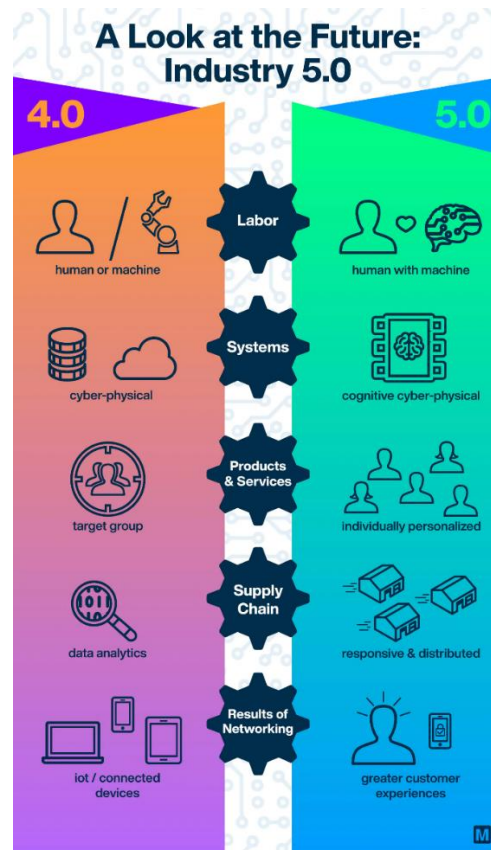 A Look at the Future:
Industry 5.0
4.0
5.0
Labor
human or machine
human with machine
Systems
cyber-physical
cognitive cyber-physical
Products
& Services
target group
individually personalized
1011
Supply
Chain
data analytics
responsive & distributed
Results of
Networking
iot / connected
devices
greater customer
experiences
M